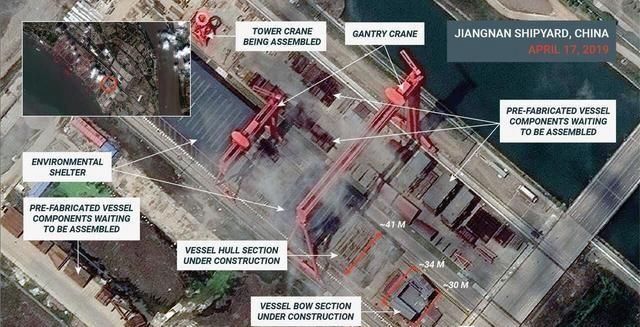 TOWER CRANE
BEING ASSEMBLED
GANTRY CRANE
JIANGNAN SHIPYARD, CHINA
APRIL 17, 2019
PRE-FABRICATED VESSEL
COMPONENTS WAITING
TO BE ASSEMBLED
ENVIRONMENTAL
SHELTER
PRE-FABRICATED VESSEL
COMPONENTS WAITING
TO BE ASSEMBLED
~41 M
VESSEL HULL SECTION
UNDER CONSTRUCTION
~34 M
~30 M
VESSEL BOW SECTION
UNDER CONSTRUCTION